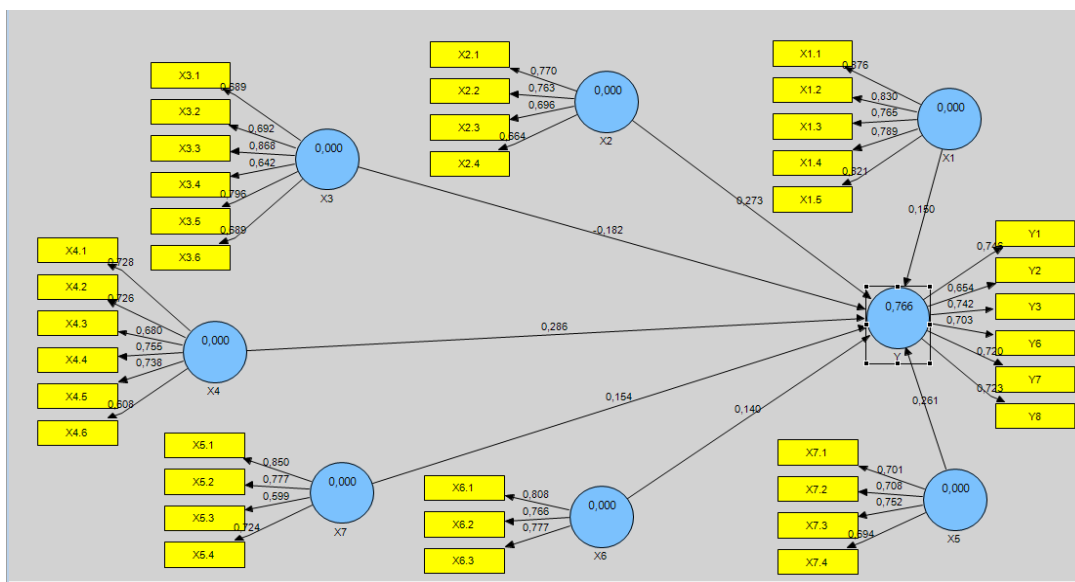 X3.1
X3.2
X3.3
X3.4
X3.5
X3.6
0,689
0,692
0,868
0,642
0,796
0,689
0,000
X3
X2.1
X2.2
X2.3
X2.4
0,770
0,763
0,696
0,664
0,000
X2
X1.1
X1.2
X1.3
X1.4
X1.5
0,876
0,830
0,765
0,789
0,821
0,000
X1
-0,182
0,273
0,150
X4.1
X4.2
X4.3
X4.4
X4.5
X4.6
0,728
0,726
0,680
0,755
0,738
0,608
0,000
X4
0,286
0,766
Y
0,746
0,654
0,742
0,703
0,720
0,723
Y1
Y2
Y3
Y6
Y7
Y8
0,154
0,140
0,261
X5.1
X5.2
X5.3
X5.4
0,850
0,777
0,599
0,724
0,000
X7
X6.1
X6.2
X6.3
0,808
0,766
0,777
0,000
X6
X7.1
X7.2
X7.3
X7.4
0,701
0,708
0,752
0,694
0,000
X5